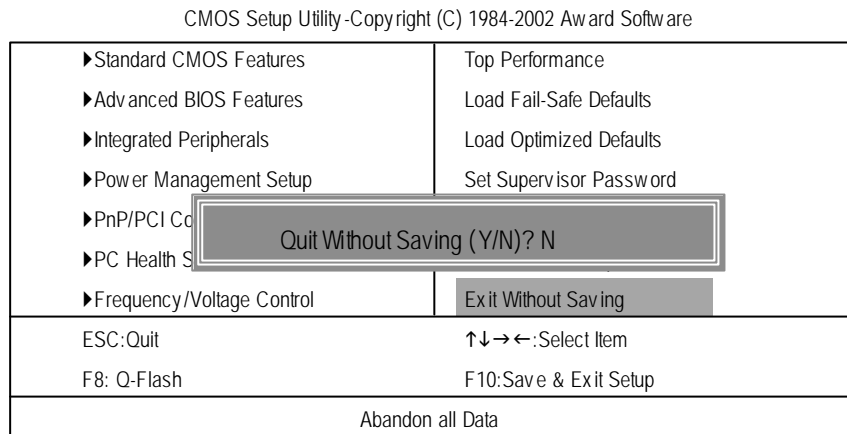 CMOS Setup Utility-Copyright (C) 1984-2002 Award Software
▶Standard CMOS Features Top Performance
▶Advanced BIOS Features Load Fail-Safe Defaults
▶Integrated Peripherals Load Optimized Defaults
▶Power Management Setup Set Supervisor Password
▶PnP/PCI Co
Quit Without Saving (Y/N)? N
▶PC Health S
▶Frequency/Voltage Control Exit Without Saving
ESC:Quit ↑↓→←:Select Item
F8: Q-Flash F10:Save & Exit Setup
Abandon all Data